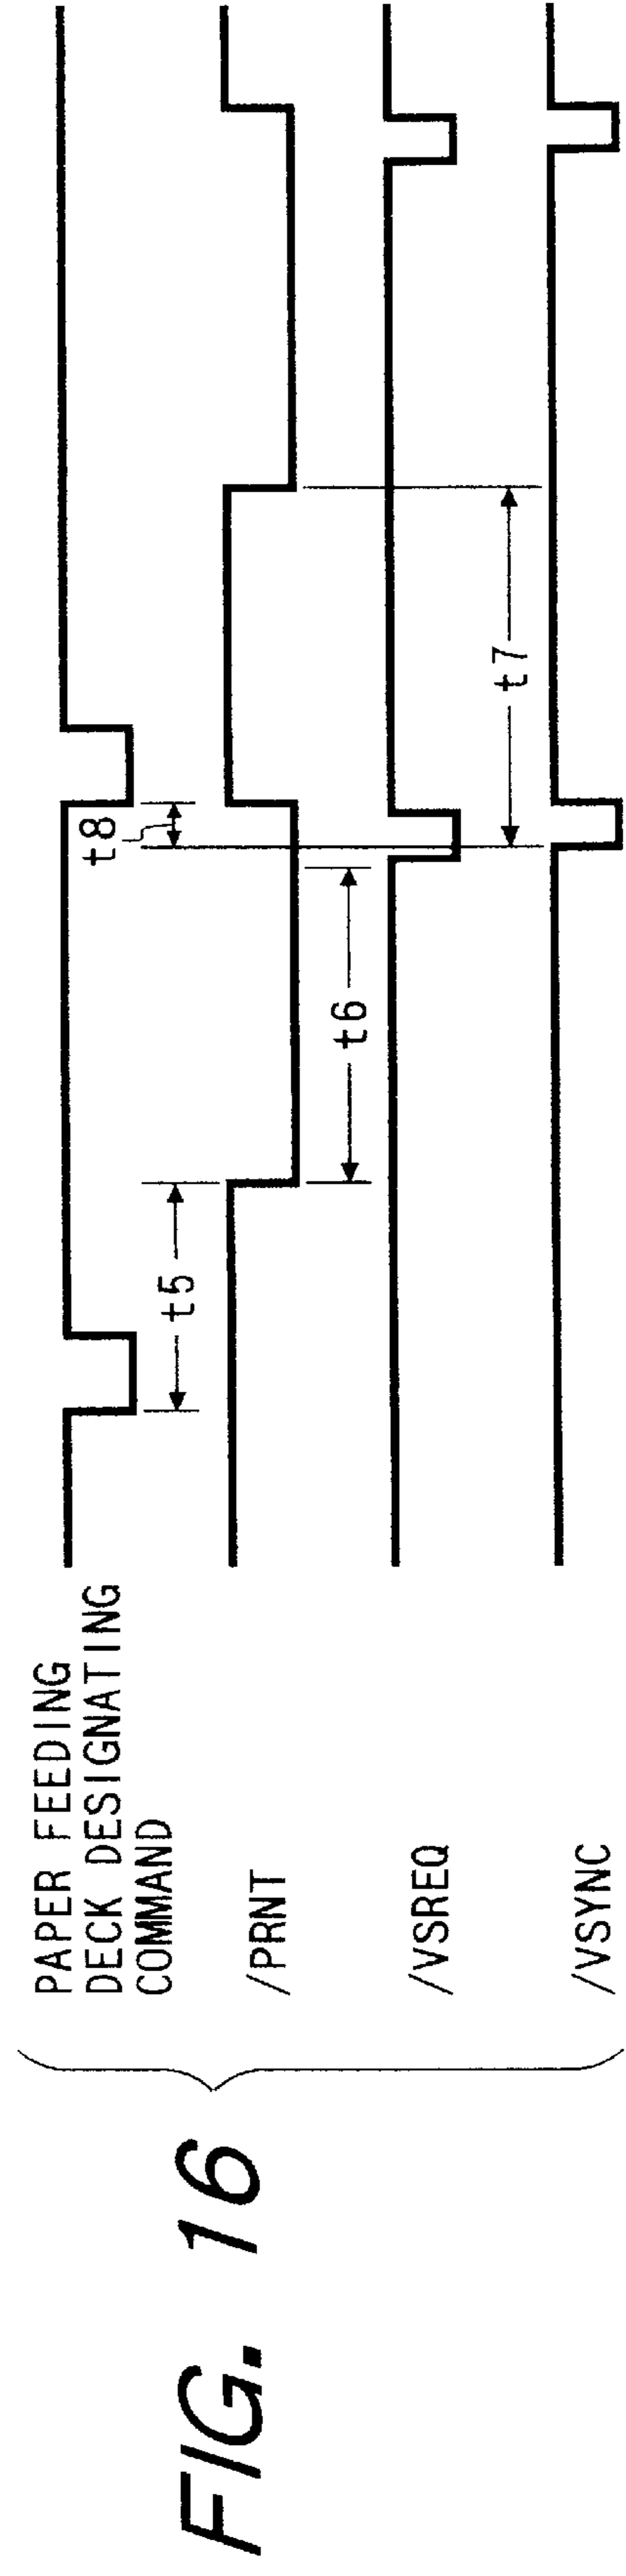 FIG. 16
PAPER FEEDING
DECK DESIGNATING
COMMAND
/PRNT
/VSREQ
/VSYNC
t5
t6
t8
t7